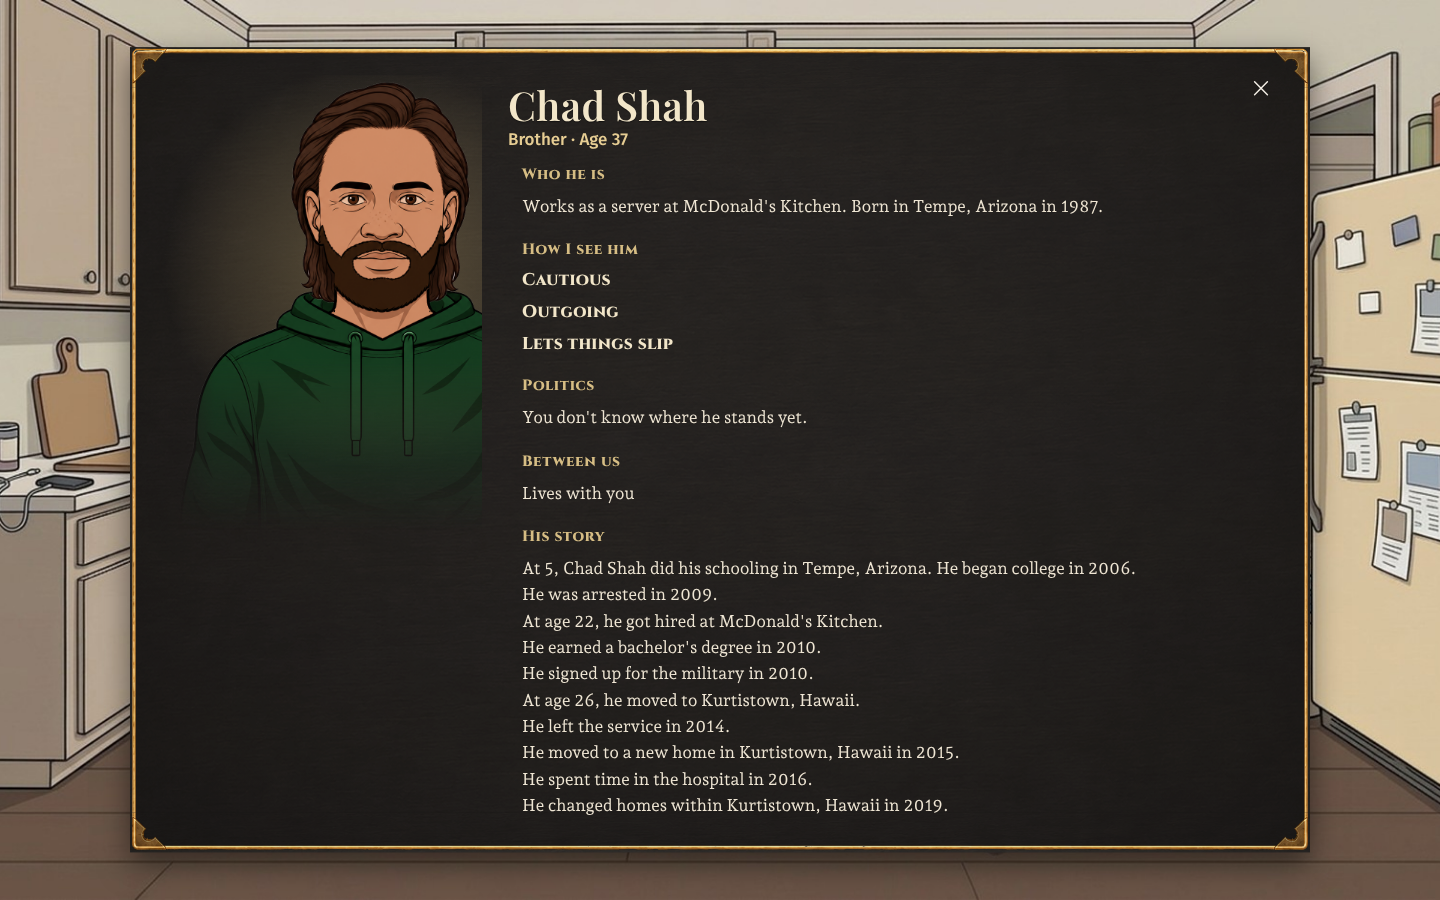 Chad Shah
Brother · Age 37
Who he is
Works as a server at McDonald's Kitchen. Born in Tempe, Arizona in 1987.
How I see him
Cautious
Outgoing
Lets things slip
Politics
You don't know where he stands yet.
Between us
Lives with you
His story
At 5, Chad Shah did his schooling in Tempe, Arizona. He began college in 2006.
He was arrested in 2009.
At age 22, he got hired at McDonald's Kitchen.
He earned a bachelor's degree in 2010.
He signed up for the military in 2010.
At age 26, he moved to Kurtistown, Hawaii.
He left the service in 2014.
He moved to a new home in Kurtistown, Hawaii in 2015.
He spent time in the hospital in 2016.
He changed homes within Kurtistown, Hawaii in 2019.